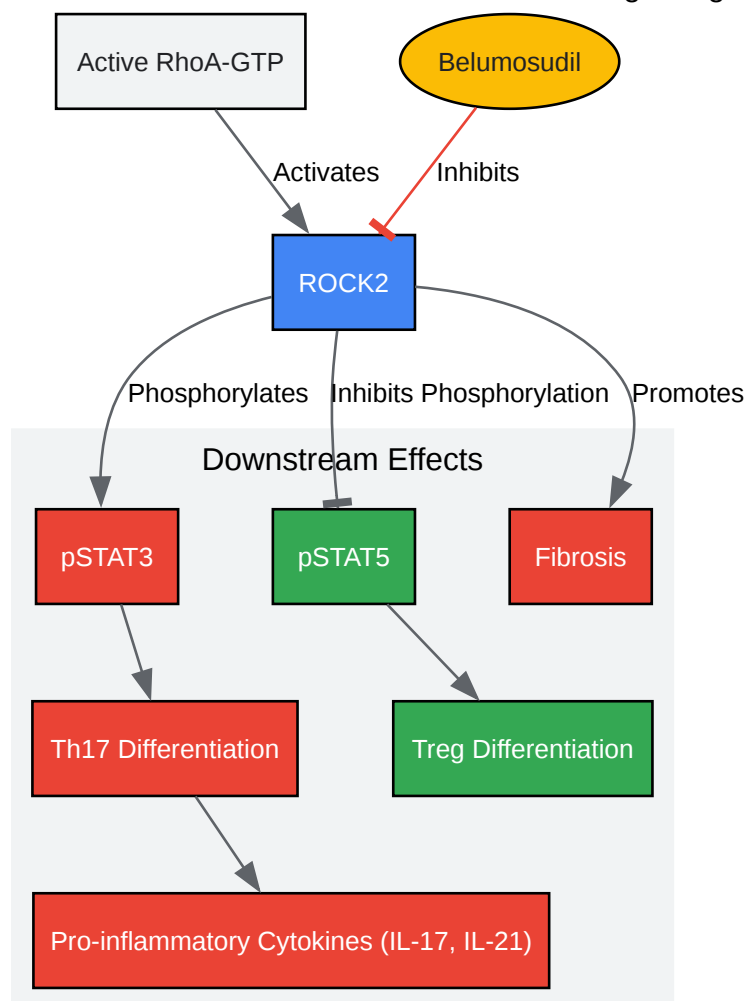 Active RhoA-GTP
Belumosudil
Activates
Inhibits
ROCK2
Phosphorylates
Inhibits Phosphorylation
Promotes
Downstream Effects
pSTAT3
pSTAT5
Fibrosis
Th17 Differentiation
Treg Differentiation
Pro-inflammatory Cytokines (IL-17, IL-21)